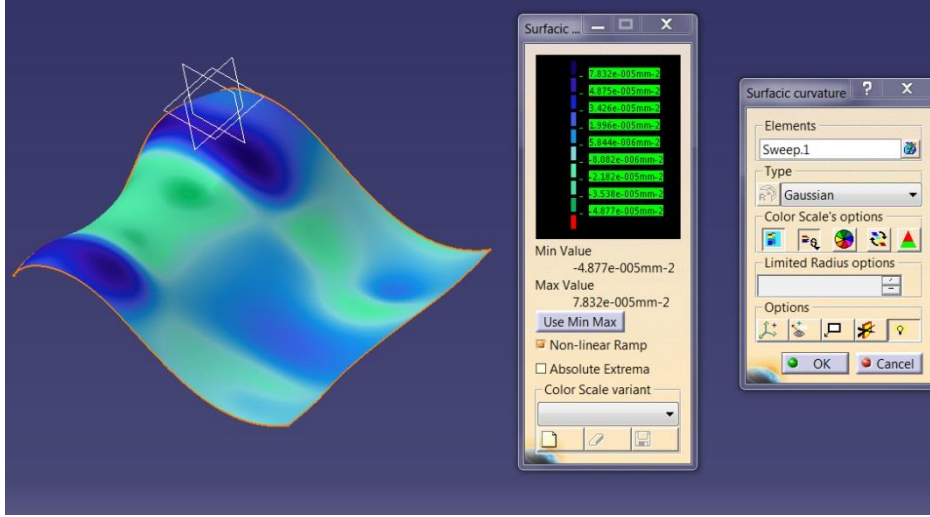 Surfacic ...
X
7.832e-005mm-2
4.875e-005mm-2
3.426e-005mm-2
1.996e-005mm-2
5.844e-006mm-2
-8.082e-006mm-2
-2.182e-005mm-2
-3.538e-005mm-2
-4.877e-005mm-2
Min Value
-4.877e-005mm-2
Max Value
7.832e-005mm-2
Use Min Max
Non-linear Ramp
Absolute Extrema
Color Scale variant
Surfacic curvature ? X
Elements
Sweep.1
Type
Gaussian
Color Scale's options
Limited Radius options
Options
OK Cancel